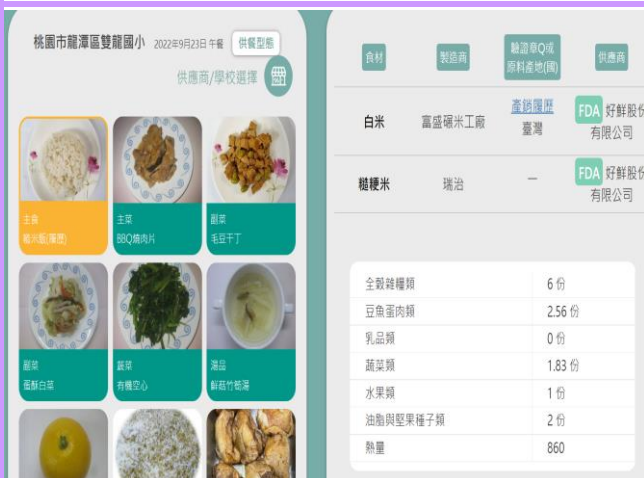 桃園市龍潭區雙龍國小 2022年9月23日 午餐 供餐型態
供應商/學校選擇
主食
糙米飯(履歷)
主菜
BBQ燒肉片
副菜
毛豆干丁
副菜
蛋酥白菜
蔬菜
有機空心
湯品
鮮菇竹筍湯
食材 製造商 驗證章Q或
原料產地(國) 供應商
白米 富盛碾米工廠 產銷履歷
臺灣 FDA 好鮮股份
有限公司
糙粳米 瑞治 — FDA 好鮮股份
有限公司
全穀雜糧類 6 份
豆魚蛋肉類 2.56 份
乳品類 0 份
蔬菜類 1.83 份
水果類 1 份
油脂與堅果種子類 2 份
熱量 860